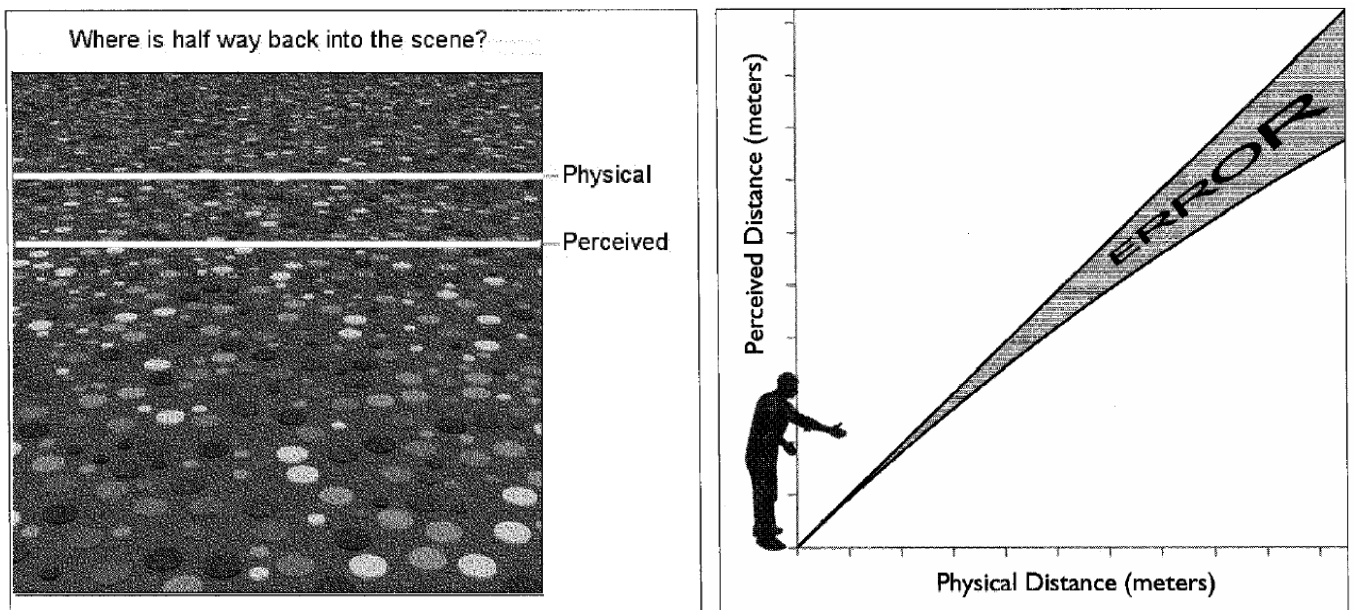 Where is half way back into the scene?
Physical
Perceived
Perceived Distance (meters)
ERROR
Physical Distance (meters)